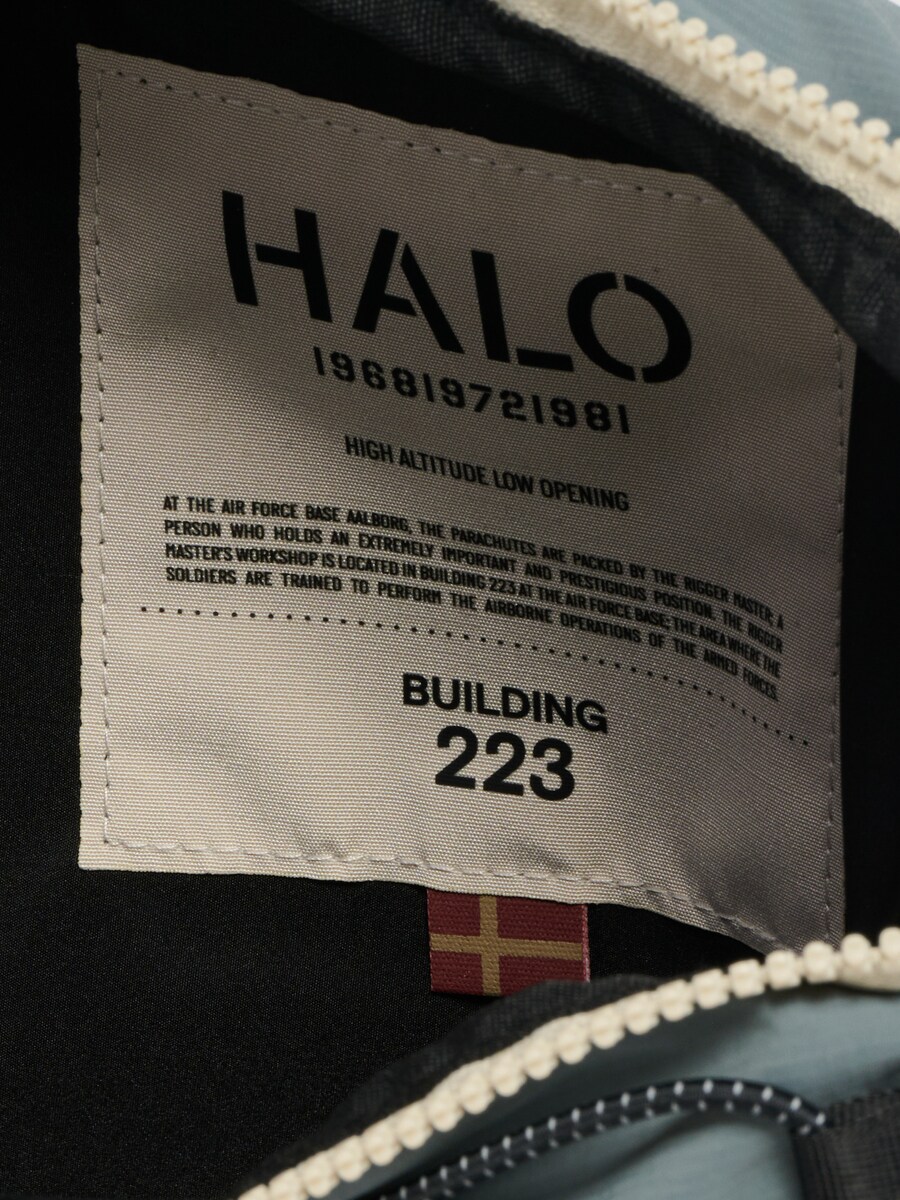 HALO
196819721981
HIGH ALTITUDE LOW OPENING
AT THE AIR FORCE BASE AALBORG, THE PARACHUTES ARE PACKED BY THE RIGGER MASTER; A
PERSON WHO HOLDS AN EXTREMELY IMPORTANT AND PRESTIGIOUS POSITION. THE RIGGER
MASTER'S WORKSHOP IS LOCATED IN BUILDING 223 AT THE AIR FORCE BASE; THE AREA WHERE THE
SOLDIERS ARE TRAINED TO PERFORM THE AIRBORNE OPERATIONS OF THE ARMED FORCES.
BUILDING
223